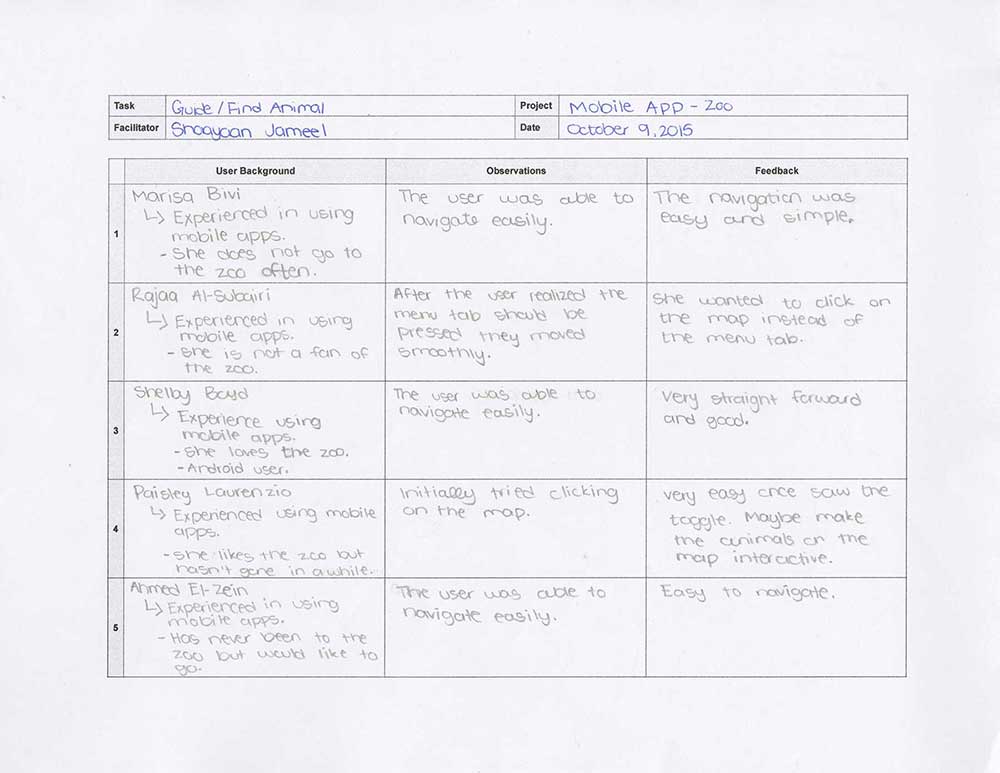 Task Guide/Find Animal Project Mobile App - Zoo
Facilitator Jameel Date October 9, 2015
User Background Observations Feedback
1
Marisa Bivi
↳ Experienced in using
mobile apps.
- She does not go to
the zoo often.
The user was able to
navigate easily.
The navigation was
easy and simple.
2
Rajaa Al-Subairi
↳ Experienced in using
mobile apps.
- She is not a fan of
the zoo.
After the user realized the
menu tab should be
pressed they moved
smoothly.
She wanted to click on
the map instead of
the menu tab.
3
Shelby Boyd
↳ Experience using
mobile apps.
- She loves the zoo.
- Android user.
The user was able to
navigate easily.
Very straight forward
and good.
4
Paisley Laurenzio
↳ Experienced using mobile
apps.
- She likes the zoo but
hasn't gone in awhile.
Initially tried clicking
on the map.
Very easy once saw the
toggle. Maybe make
the animals on the
map interactive.
5
Ahmed El-Zein
↳ Experienced in using
mobile apps.
- Has never been to the
zoo but would like to
go.
The user was able to
navigate easily.
Easy to navigate.